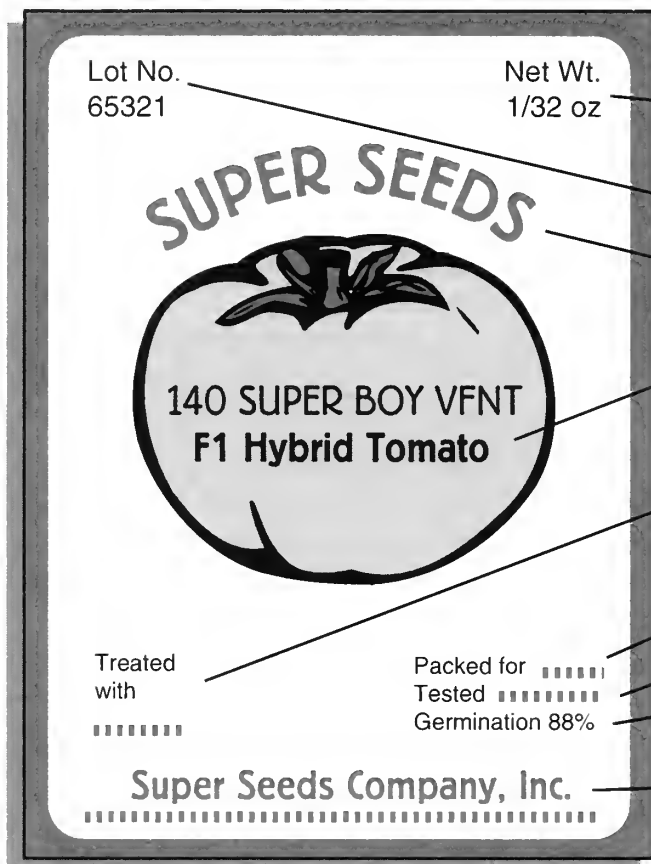 Lot No.
65321
Net Wt.
1/32 oz
SUPER SEEDS
140 SUPER BOY VFNT
F1 Hybrid Tomato
Treated
with
Packed for
Tested
Germination 88%
Super Seeds Company, Inc.